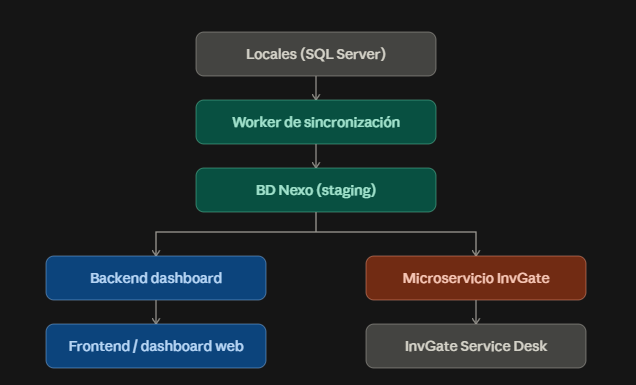 Locales (SQL Server)
Worker de sincronización
BD Nexo (staging)
Backend dashboard
Microservicio InvGate
Frontend / dashboard web
InvGate Service Desk